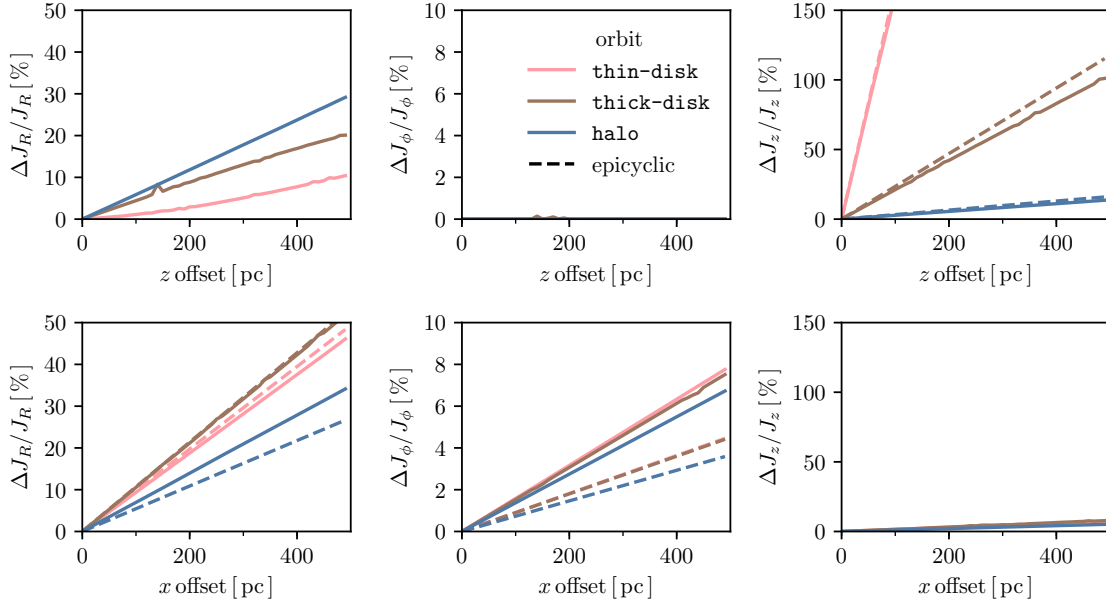 50
40
30
20
10
0
ΔJ_R/J_R [%]
0 200 400
z offset [pc]
10
8
6
4
2
0
ΔJ_ϕ/J_ϕ [%]
orbit
thin-disk
thick-disk
halo
epicyclic
0 200 400
z offset [pc]
150
100
50
0
ΔJ_z/J_z [%]
0 200 400
z offset [pc]
50
40
30
20
10
0
ΔJ_R/J_R [%]
0 200 400
x offset [pc]
10
8
6
4
2
0
ΔJ_ϕ/J_ϕ [%]
0 200 400
x offset [pc]
150
100
50
0
ΔJ_z/J_z [%]
0 200 400
x offset [pc]